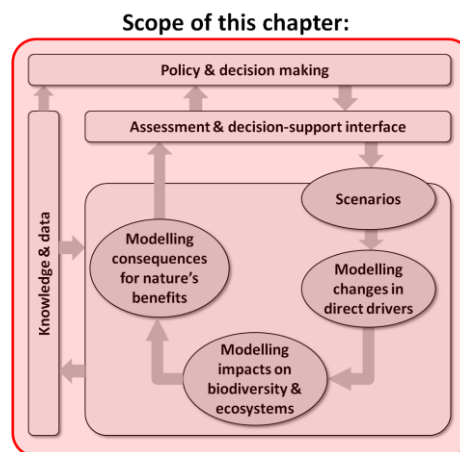 Scope of this chapter:
Policy & decision making
Assessment & decision-support interface
Knowledge & data
Scenarios
Modelling
consequences
for nature's
benefits
Modelling
changes in
direct drivers
Modelling
impacts on
biodiversity &
ecosystems